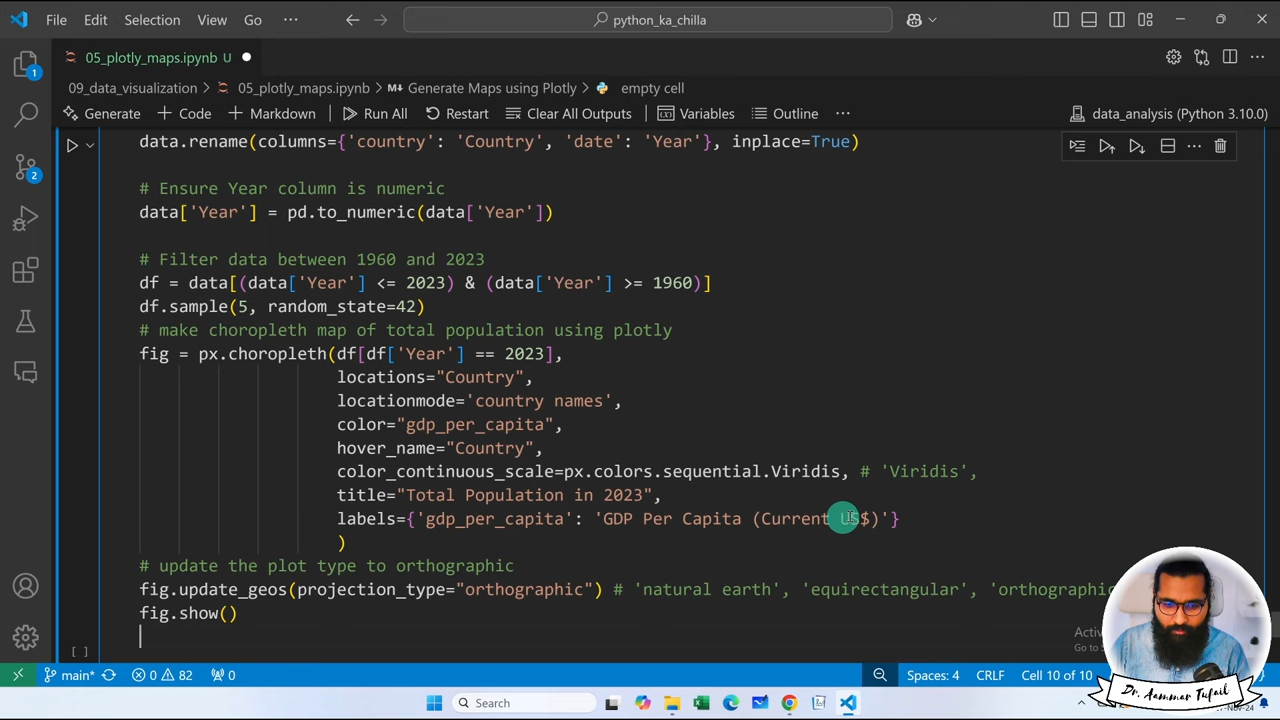 File Edit Selection View Go ··· python_ka_chilla
05_plotly_maps.ipynb U
09_data_visualization > 05_plotly_maps.ipynb > Generate Maps using Plotly > empty cell
Generate + Code + Markdown Run All Restart Clear All Outputs Variables Outline ··· data_analysis (Python 3.10.0)
data.rename(columns={'country': 'Country', 'date': 'Year'}, inplace=True)
# Ensure Year column is numeric
data['Year'] = pd.to_numeric(data['Year'])
# Filter data between 1960 and 2023
df = data[(data['Year'] <= 2023) & (data['Year'] >= 1960)]
df.sample(5, random_state=42)
# make choropleth map of total population using plotly
fig = px.choropleth(df[df['Year'] == 2023],
locations="Country",
locationmode='country names',
color="gdp_per_capita",
hover_name="Country",
color_continuous_scale=px.colors.sequential.Viridis, # 'Viridis',
title="Total Population in 2023",
labels={'gdp_per_capita': 'GDP Per Capita (Current US$)'}
)
# update the plot type to orthographic
fig.update_geos(projection_type="orthographic") # 'natural earth', 'equirectangular', 'orthographic
fig.show()
[ ]
main* 0 82 0 Spaces: 4 CRLF Cell 10 of 10
1
2
Search
Dr. Aammar Tufail